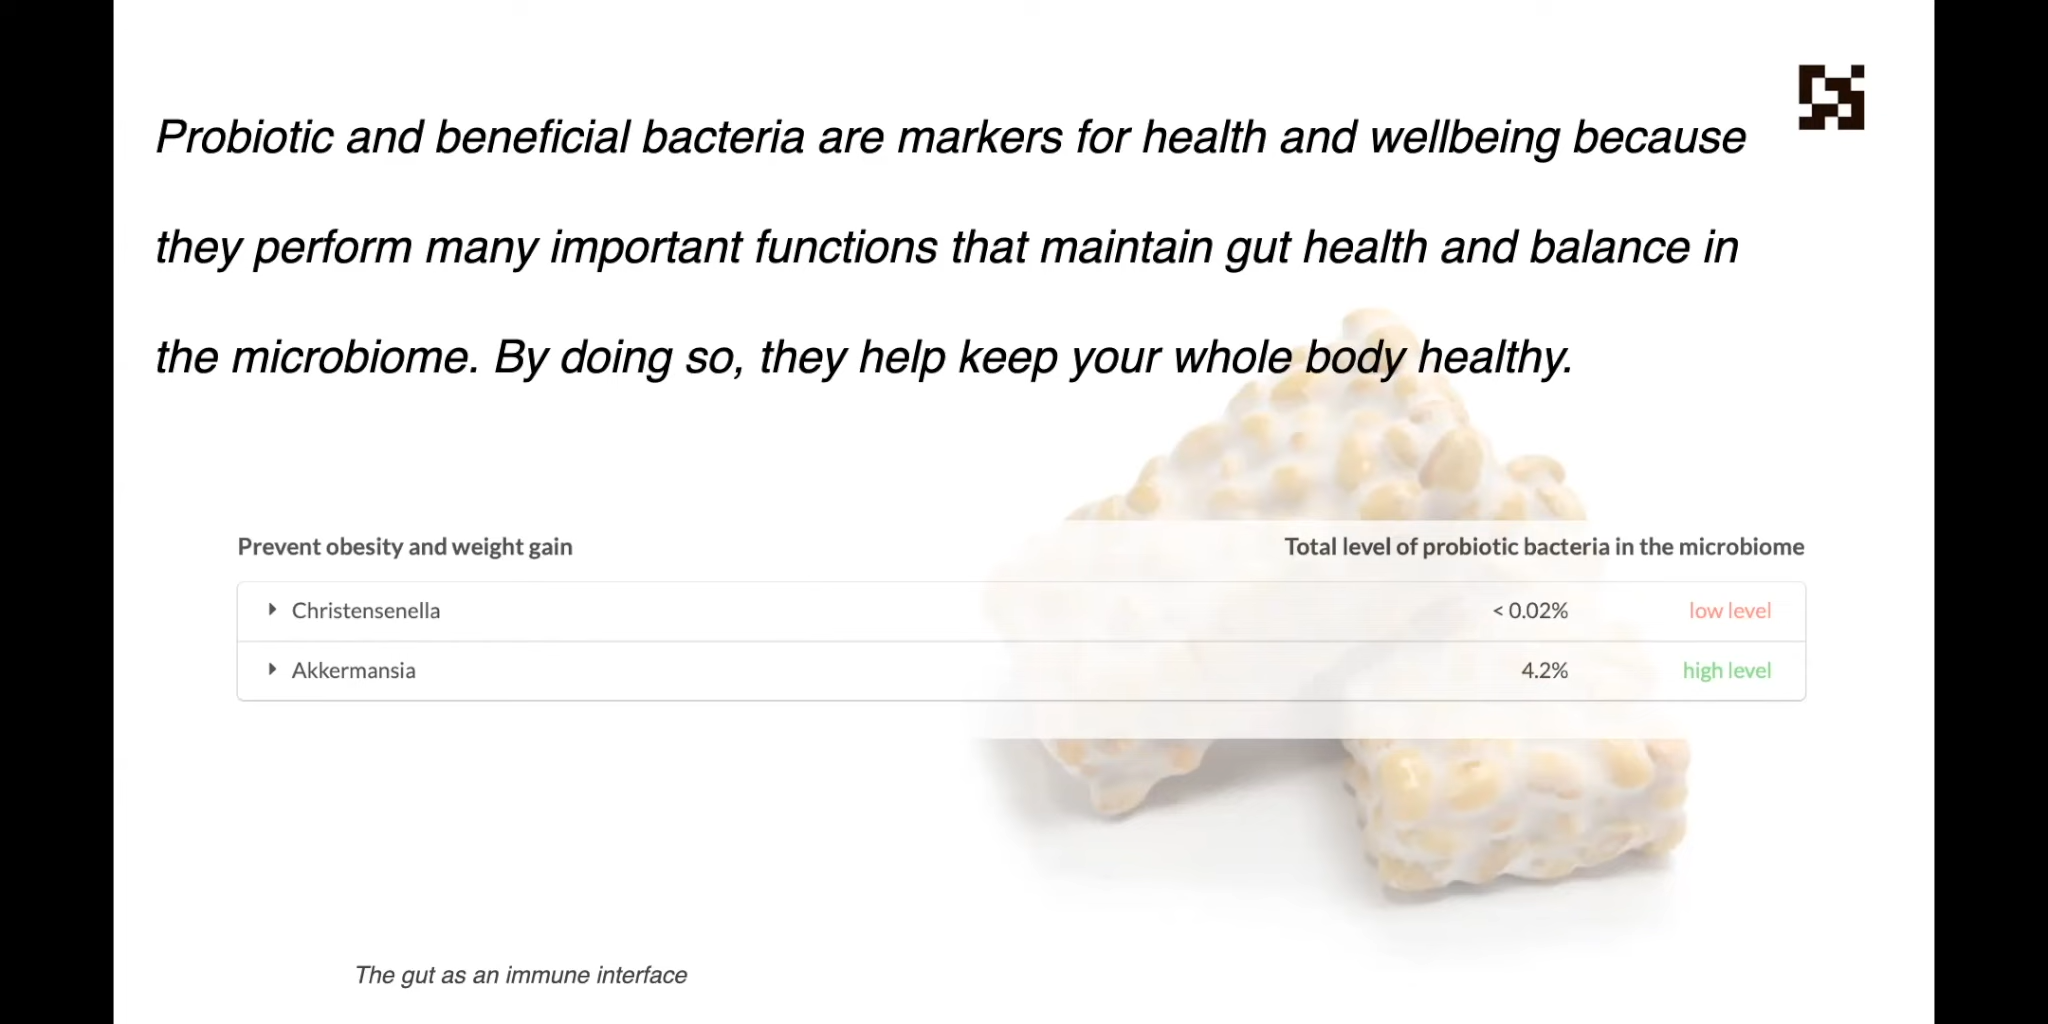 Probiotic and beneficial bacteria are markers for health and wellbeing because
they perform many important functions that maintain gut health and balance in
the microbiome. By doing so, they help keep your whole body healthy.
Prevent obesity and weight gain Total level of probiotic bacteria in the microbiome
Christensenella < 0.02% low level
Akkermansia 4.2% high level
The gut as an immune interface